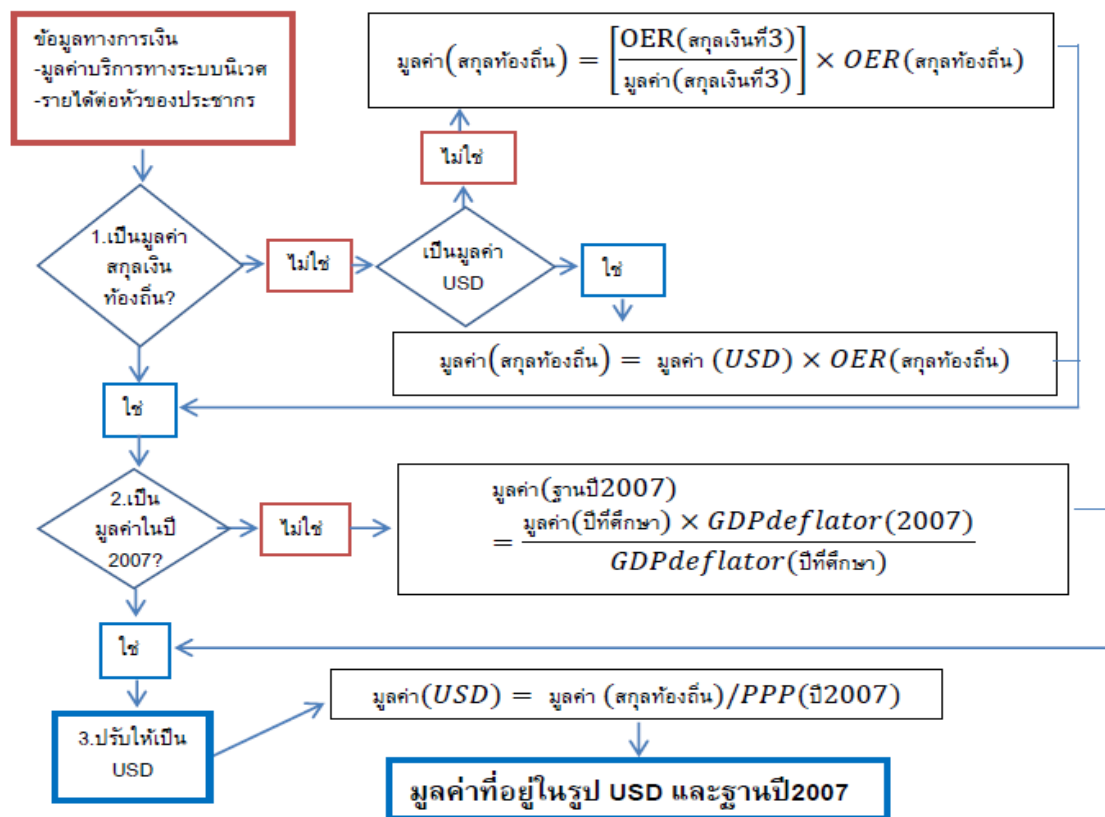 ข้อมูลทางการเงิน
-มูลค่าบริการทางระบบนิเวศ
-รายได้ต่อหัวของประชากร
มูลค่า(สกุลท้องถิ่น) = [OER(สกุลเงินที่3) / มูลค่า(สกุลเงินที่3)] × OER(สกุลท้องถิ่น)
ไม่ใช่
1.เป็นมูลค่า
สกุลเงิน
ท้องถิ่น?
ไม่ใช่
เป็นมูลค่า
USD
ใช่
มูลค่า(สกุลท้องถิ่น) = มูลค่า (USD) × OER(สกุลท้องถิ่น)
ใช่
2.เป็น
มูลค่าในปี
2007?
ไม่ใช่
มูลค่า(ฐานปี2007)
= มูลค่า(ปีที่ศึกษา) × GDPdeflator(2007)
GDPdeflator(ปีที่ศึกษา)
ใช่
3.ปรับให้เป็น
USD
มูลค่า(USD) = มูลค่า (สกุลท้องถิ่น)/PPP(ปี2007)
มูลค่าที่อยู่ในรูป USD และฐานปี2007